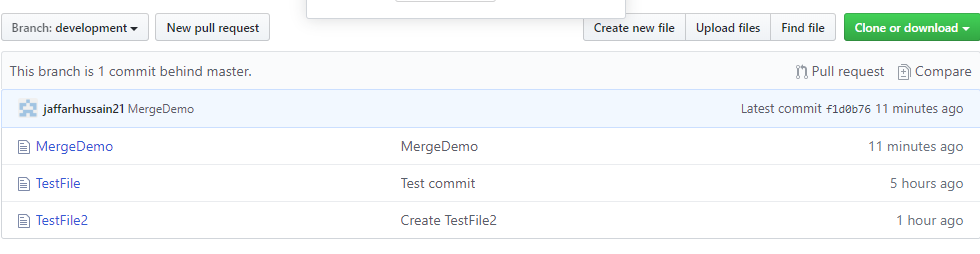 Branch: development New pull request Create new file Upload files Find file Clone or download
This branch is 1 commit behind master. Pull request Compare
jaffarhussain21 MergeDemo Latest commit f1d0b76 11 minutes ago
MergeDemo MergeDemo 11 minutes ago
TestFile Test commit 5 hours ago
TestFile2 Create TestFile2 1 hour ago